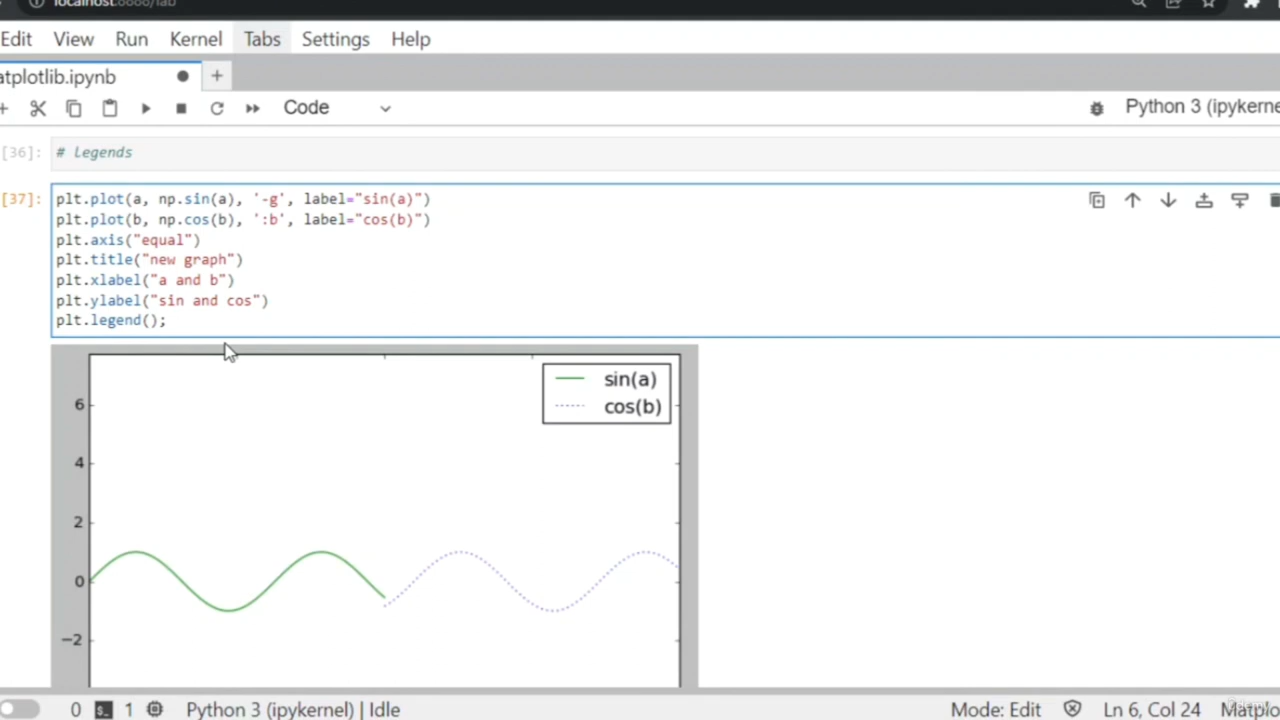 localhost:8888/lab
Edit View Run Kernel Tabs Settings Help
atplotlib.ipynb
Code
Python 3 (ipykerne
[36]: # Legends
[37]: plt.plot(a, np.sin(a), '-g', label="sin(a)")
plt.plot(b, np.cos(b), ':b', label="cos(b)")
plt.axis("equal")
plt.title("new graph")
plt.xlabel("a and b")
plt.ylabel("sin and cos")
plt.legend();
sin(a)
cos(b)
6
4
2
0
−2
0 1 Python 3 (ipykernel) | Idle Mode: Edit Ln 6, Col 24 Matplo